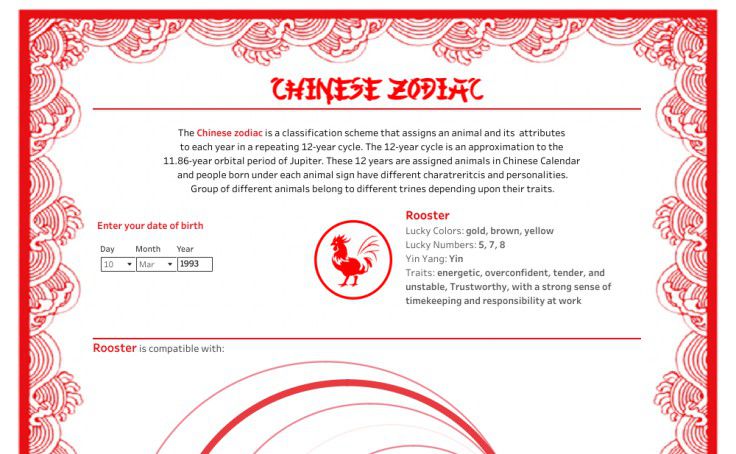 CHINESE ZODIAC
The Chinese zodiac is a classification scheme that assigns an animal and its attributes
to each year in a repeating 12-year cycle. The 12-year cycle is an approximation to the
11.86-year orbital period of Jupiter. These 12 years are assigned animals in Chinese Calendar
and people born under each animal sign have different charatreritcis and personalities.
Group of different animals belong to different trines depending upon their traits.
Enter your date of birth
Day Month Year
10 Mar 1993
Rooster
Lucky Colors: gold, brown, yellow
Lucky Numbers: 5, 7, 8
Yin Yang: Yin
Traits: energetic, overconfident, tender, and
unstable, Trustworthy, with a strong sense of
timekeeping and responsibility at work
Rooster is compatible with: